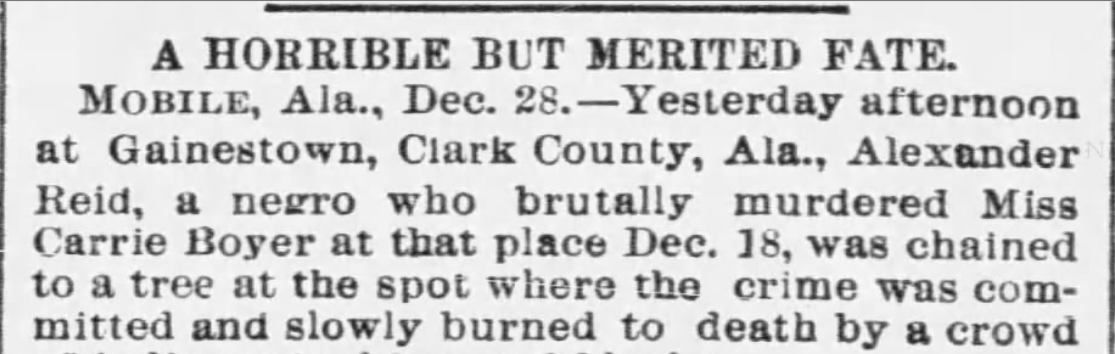 A HORRIBLE BUT MERITED FATE.
MOBILE, Ala., Dec. 28.—Yesterday afternoon
at Gainestown, Clark County, Ala., Alexander
Reid, a negro who brutally murdered Miss
Carrie Boyer at that place Dec. 18, was chained
to a tree at the spot where the crime was com-
mitted and slowly burned to death by a crowd